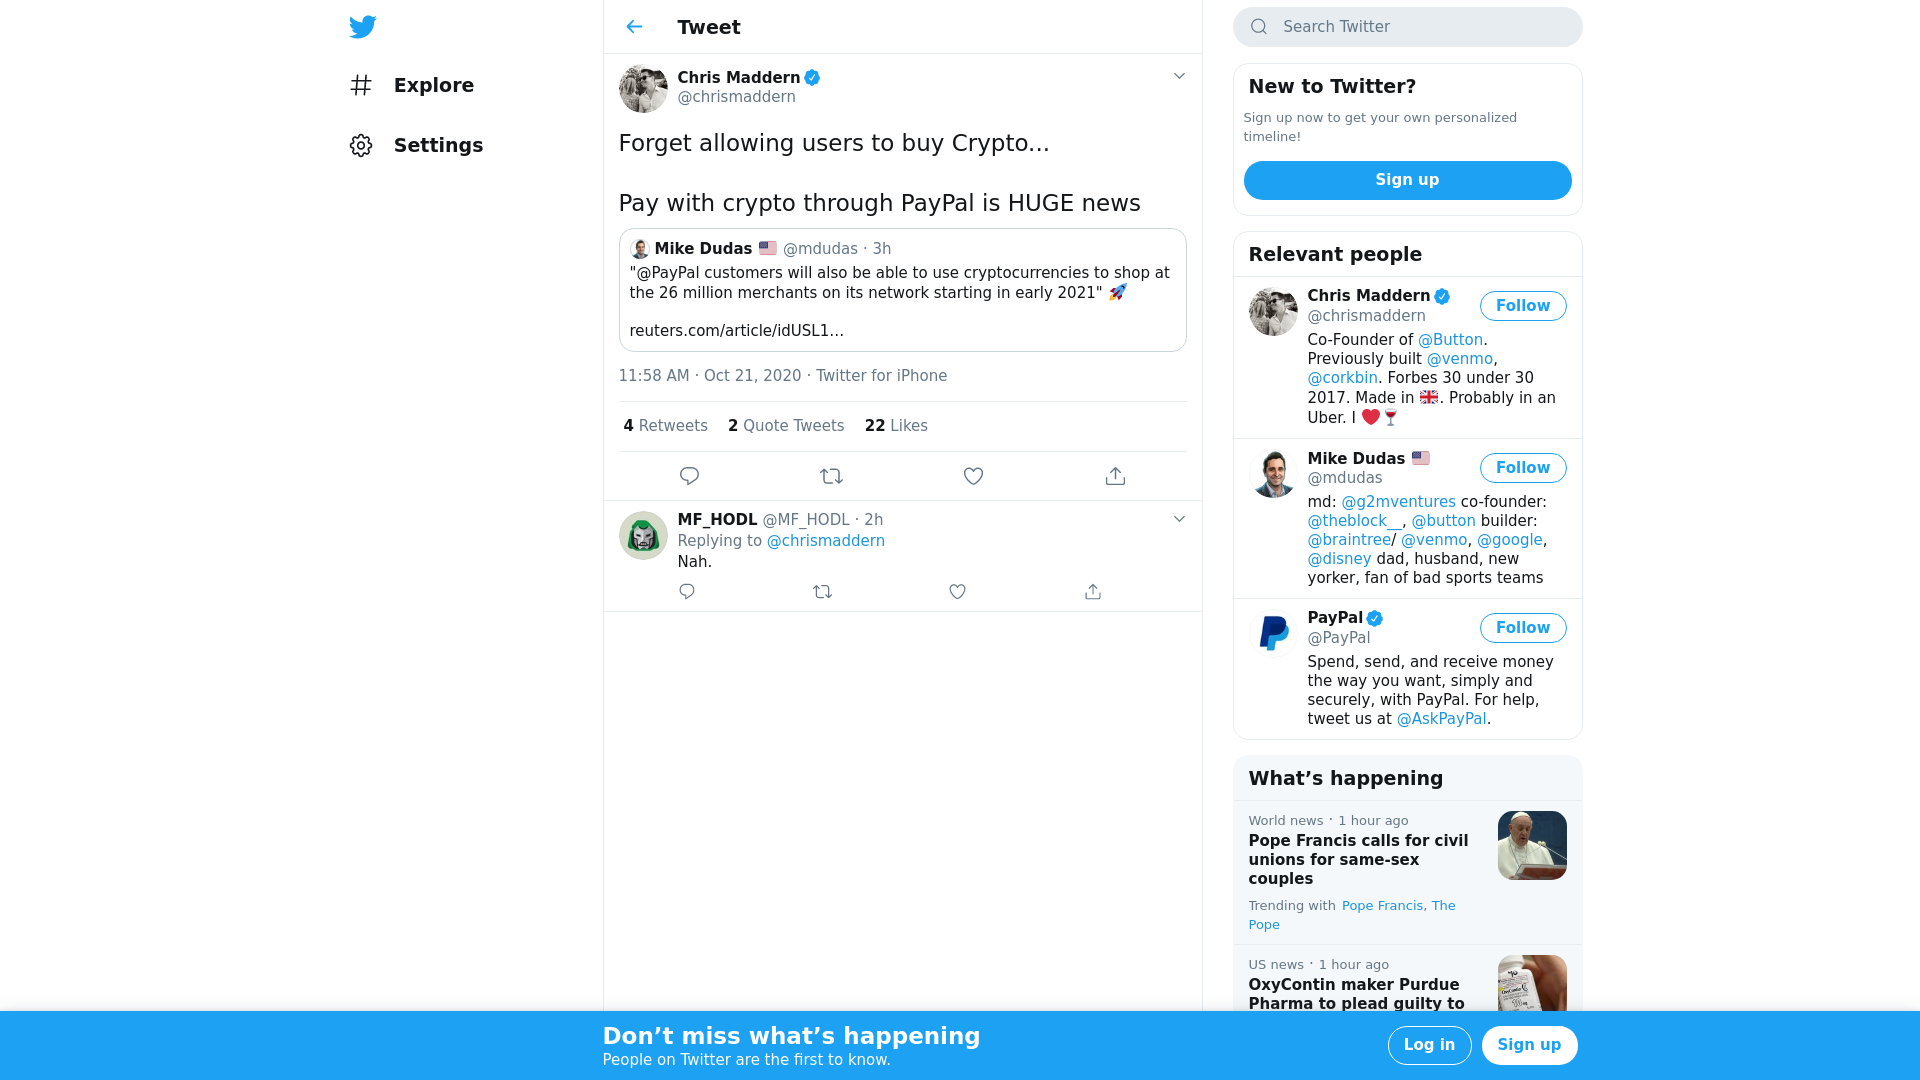 Explore
Settings
Tweet
Chris Maddern
@chrismaddern
Forget allowing users to buy Crypto...
Pay with crypto through PayPal is HUGE news
Mike Dudas 🇺🇸 @mdudas · 3h
"@PayPal customers will also be able to use cryptocurrencies to shop at
the 26 million merchants on its network starting in early 2021" 🚀
reuters.com/article/idUSL1…
11:58 AM · Oct 21, 2020 · Twitter for iPhone
4 Retweets 2 Quote Tweets 22 Likes
MF_HODL @MF_HODL · 2h
Replying to @chrismaddern
Nah.
Search Twitter
New to Twitter?
Sign up now to get your own personalized
timeline!
Sign up
Relevant people
Chris Maddern
@chrismaddern
Follow
Co-Founder of @Button.
Previously built @venmo,
@corkbin. Forbes 30 under 30
2017. Made in 🇬🇧. Probably in an
Uber. I ❤️🍷
Mike Dudas 🇺🇸
@mdudas
Follow
md: @g2mventures co-founder:
@theblock__, @button builder:
@braintree/ @venmo, @google,
@disney dad, husband, new
yorker, fan of bad sports teams
PayPal
@PayPal
Follow
Spend, send, and receive money
the way you want, simply and
securely, with PayPal. For help,
tweet us at @AskPayPal.
What’s happening
World news · 1 hour ago
Pope Francis calls for civil
unions for same-sex
couples
Trending with Pope Francis, The
Pope
US news · 1 hour ago
OxyContin maker Purdue
Pharma to plead guilty to
Don’t miss what’s happening
People on Twitter are the first to know.
Log in
Sign up